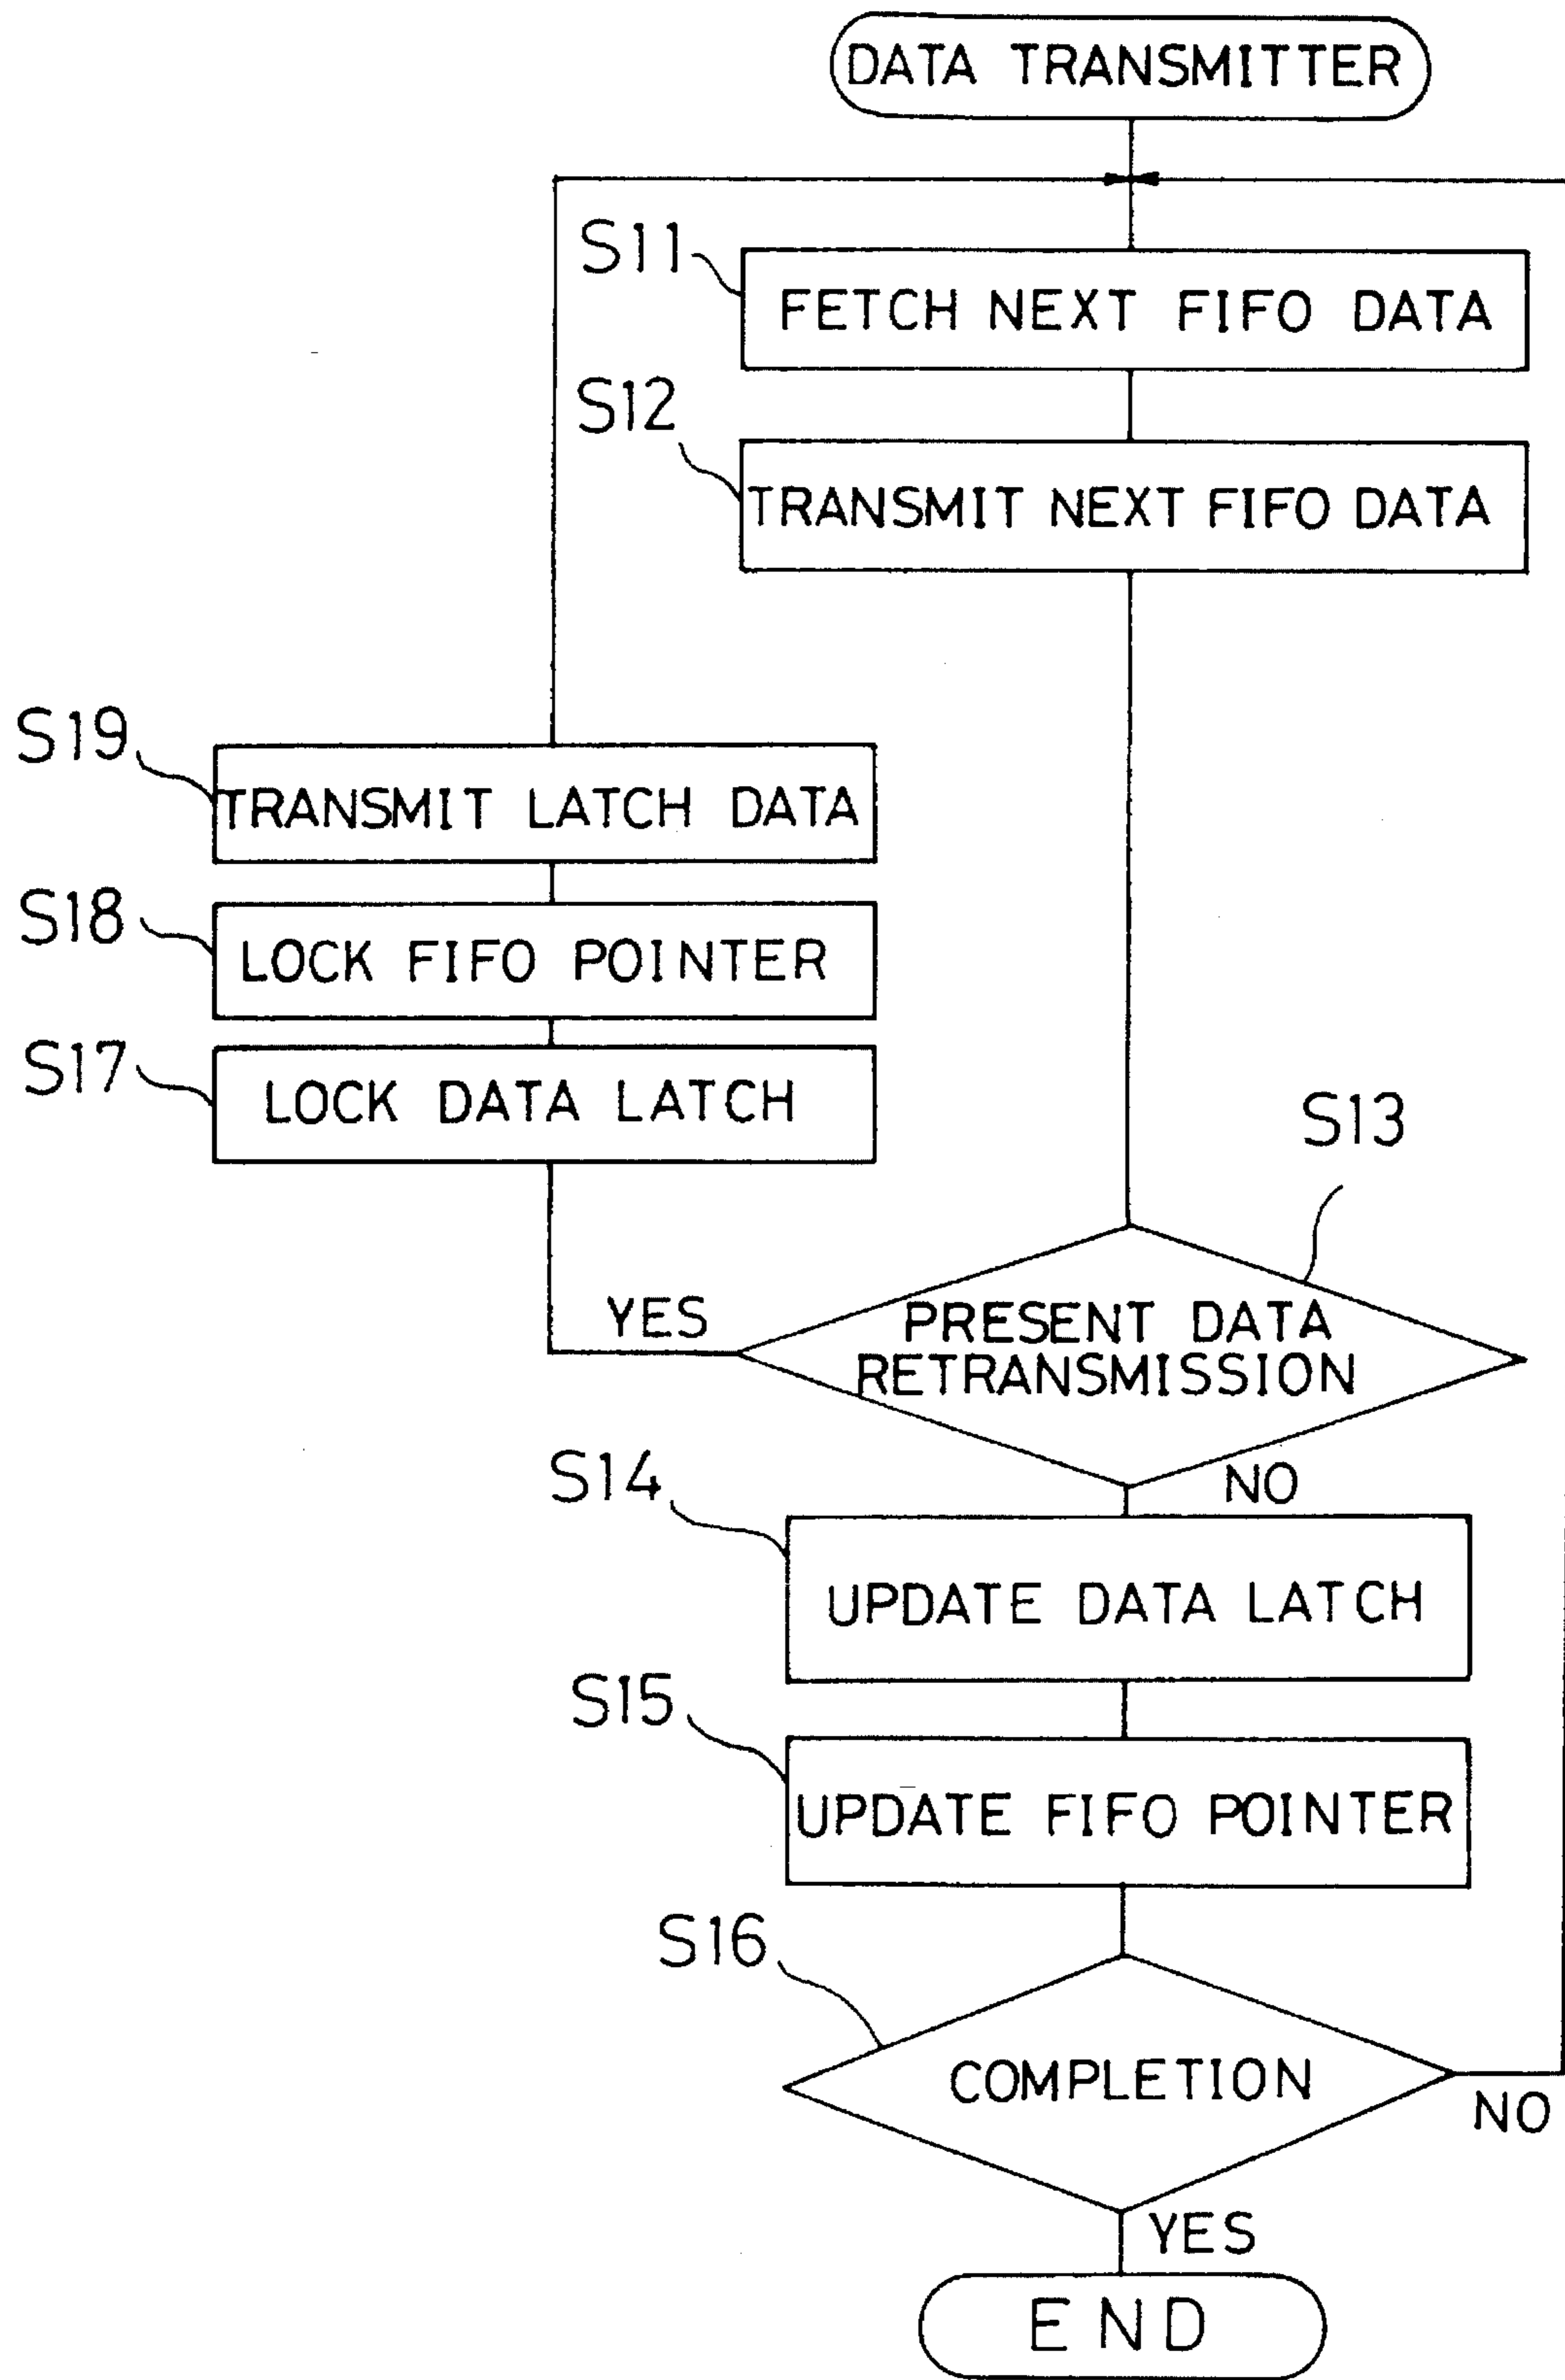 DATA TRANSMITTER
S11
FETCH NEXT FIFO DATA
S12
TRANSMIT NEXT FIFO DATA
S19
TRANSMIT LATCH DATA
S18
LOCK FIFO POINTER
S17
LOCK DATA LATCH
S13
YES
PRESENT DATA
RETRANSMISSION
NO
S14
UPDATE DATA LATCH
S15
UPDATE FIFO POINTER
S16
COMPLETION
NO
YES
END